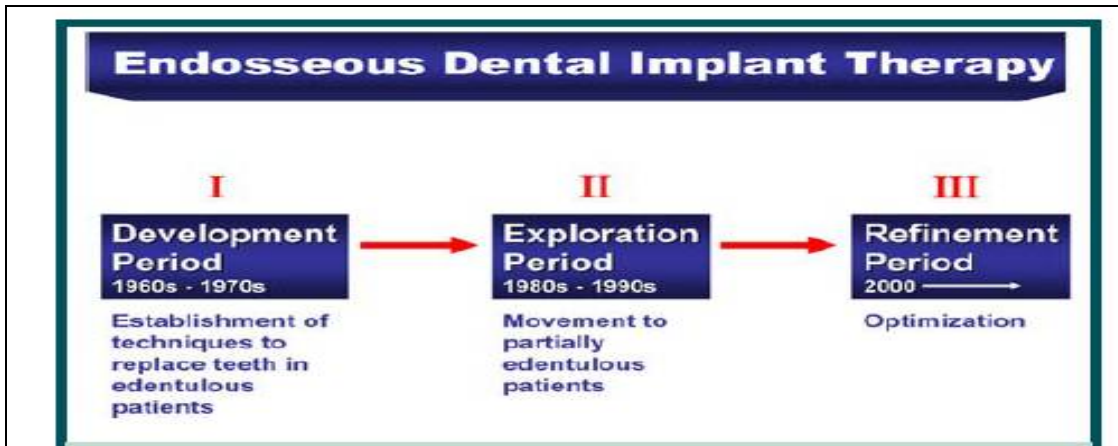 Endosseous Dental Implant Therapy
I
Development
Period
1960s - 1970s
Establishment of
techniques to
replace teeth in
edentulous
patients
II
Exploration
Period
1980s - 1990s
Movement to
partially
edentulous
patients
III
Refinement
Period
2000
Optimization